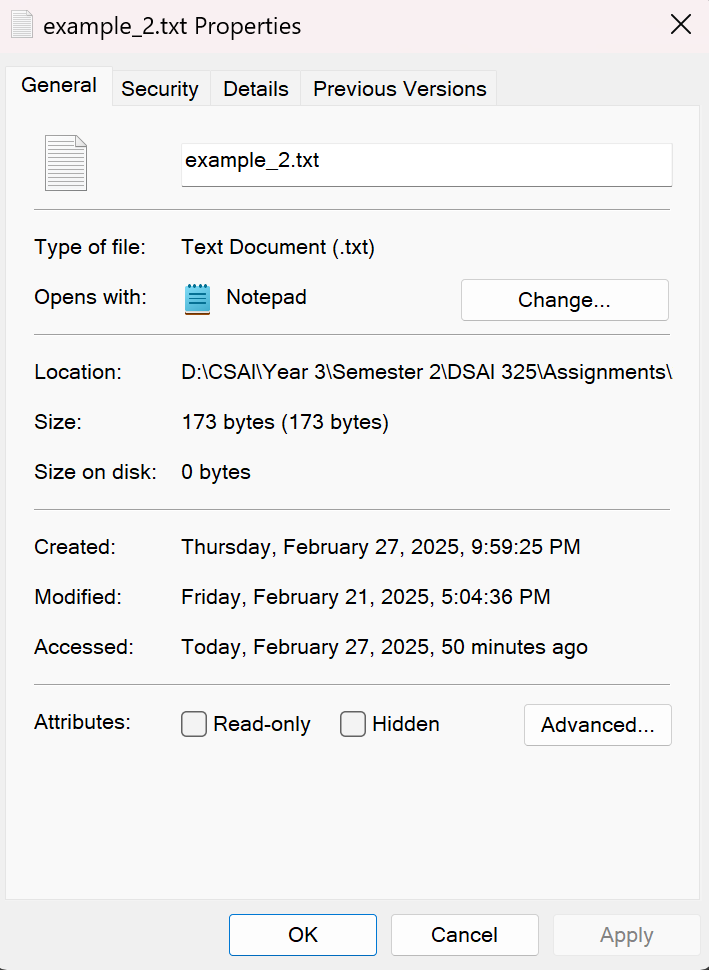 example_2.txt Properties
General Security Details Previous Versions
example_2.txt
Type of file: Text Document (.txt)
Opens with: Notepad Change...
Location: D:\CSAI\Year 3\Semester 2\DSAI 325\Assignments\
Size: 173 bytes (173 bytes)
Size on disk: 0 bytes
Created: Thursday, February 27, 2025, 9:59:25 PM
Modified: Friday, February 21, 2025, 5:04:36 PM
Accessed: Today, February 27, 2025, 50 minutes ago
Attributes: Read-only Hidden Advanced...
OK Cancel Apply